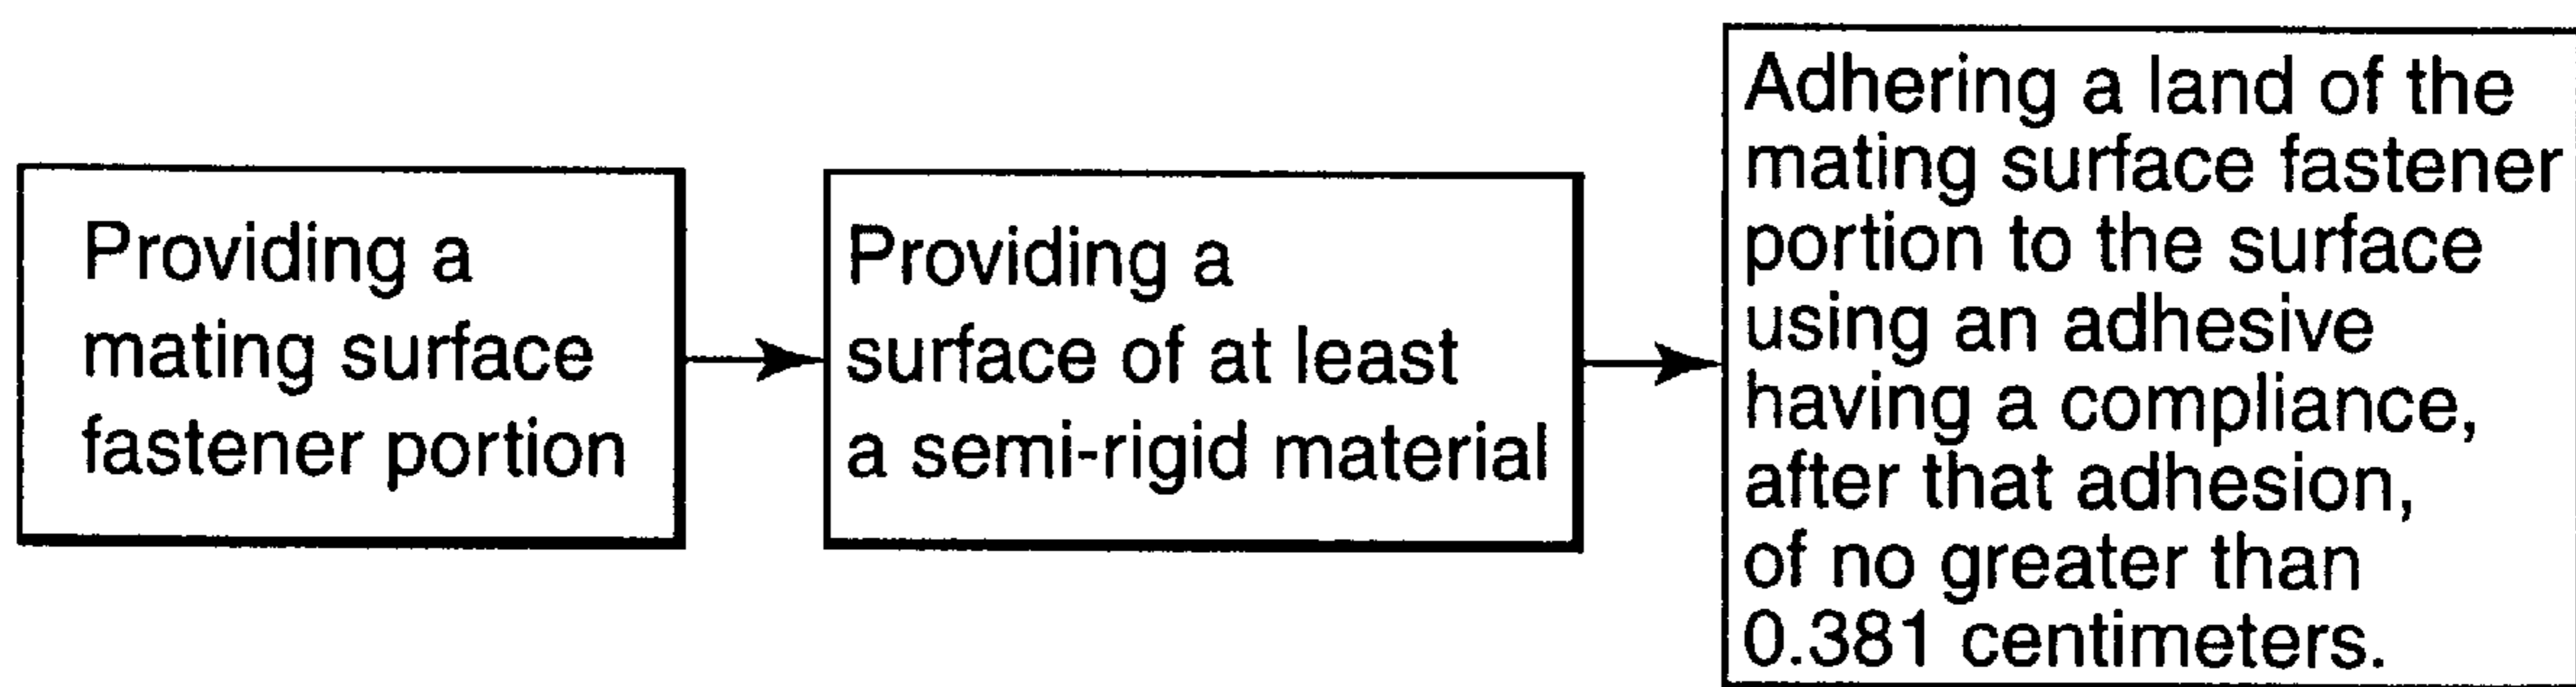 Providing a
mating surface
fastener portion
Providing a
surface of at least
a semi-rigid material
Adhering a land of the
mating surface fastener
portion to the surface
using an adhesive
having a compliance,
after that adhesion,
of no greater than
0.381 centimeters.